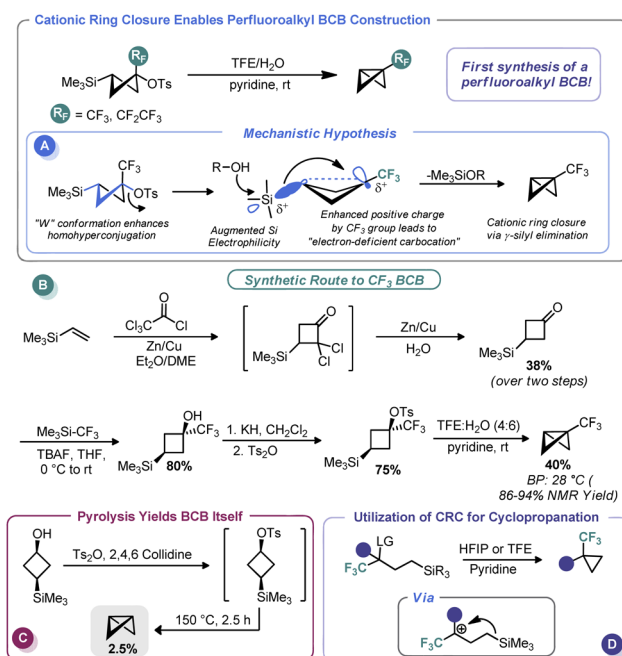 Cationic Ring Closure Enables Perfluoroalkyl BCB Construction
RF
Me3Si
OTs
TFE/H2O
pyridine, rt
RF
First synthesis of a
perfluoroalkyl BCB!
RF = CF3, CF2CF3
A
Mechanistic Hypothesis
CF3
Me3Si
OTs
"W" conformation enhances
homohyperconjugation
R–OH
Si
δ+
Augmented Si
Electrophilicity
CF3
δ+
Enhanced positive charge
by CF3 group leads to
"electron-deficient carbocation"
-Me3SiOR
CF3
Cationic ring closure
via γ-silyl elimination
B
Synthetic Route to CF3 BCB
Me3Si
O
Cl3C
Cl
Zn/Cu
Et2O/DME
O
Cl
Cl
Me3Si
Zn/Cu
H2O
O
Me3Si
38%
(over two steps)
Me3Si-CF3
TBAF, THF,
0 °C to rt
OH
CF3
Me3Si
80%
1. KH, CH2Cl2
2. Ts2O
OTs
CF3
Me3Si
75%
TFE:H2O (4:6)
pyridine, rt
CF3
40%
BP: 28 °C (
86-94% NMR Yield)
Pyrolysis Yields BCB Itself
OH
SiMe3
Ts2O, 2,4,6 Collidine
OTs
SiMe3
150 °C, 2.5 h
2.5%
C
Utilization of CRC for Cyclopropanation
LG
F3C
SiR3
HFIP or TFE
Pyridine
CF3
Via
F3C
SiMe3
D